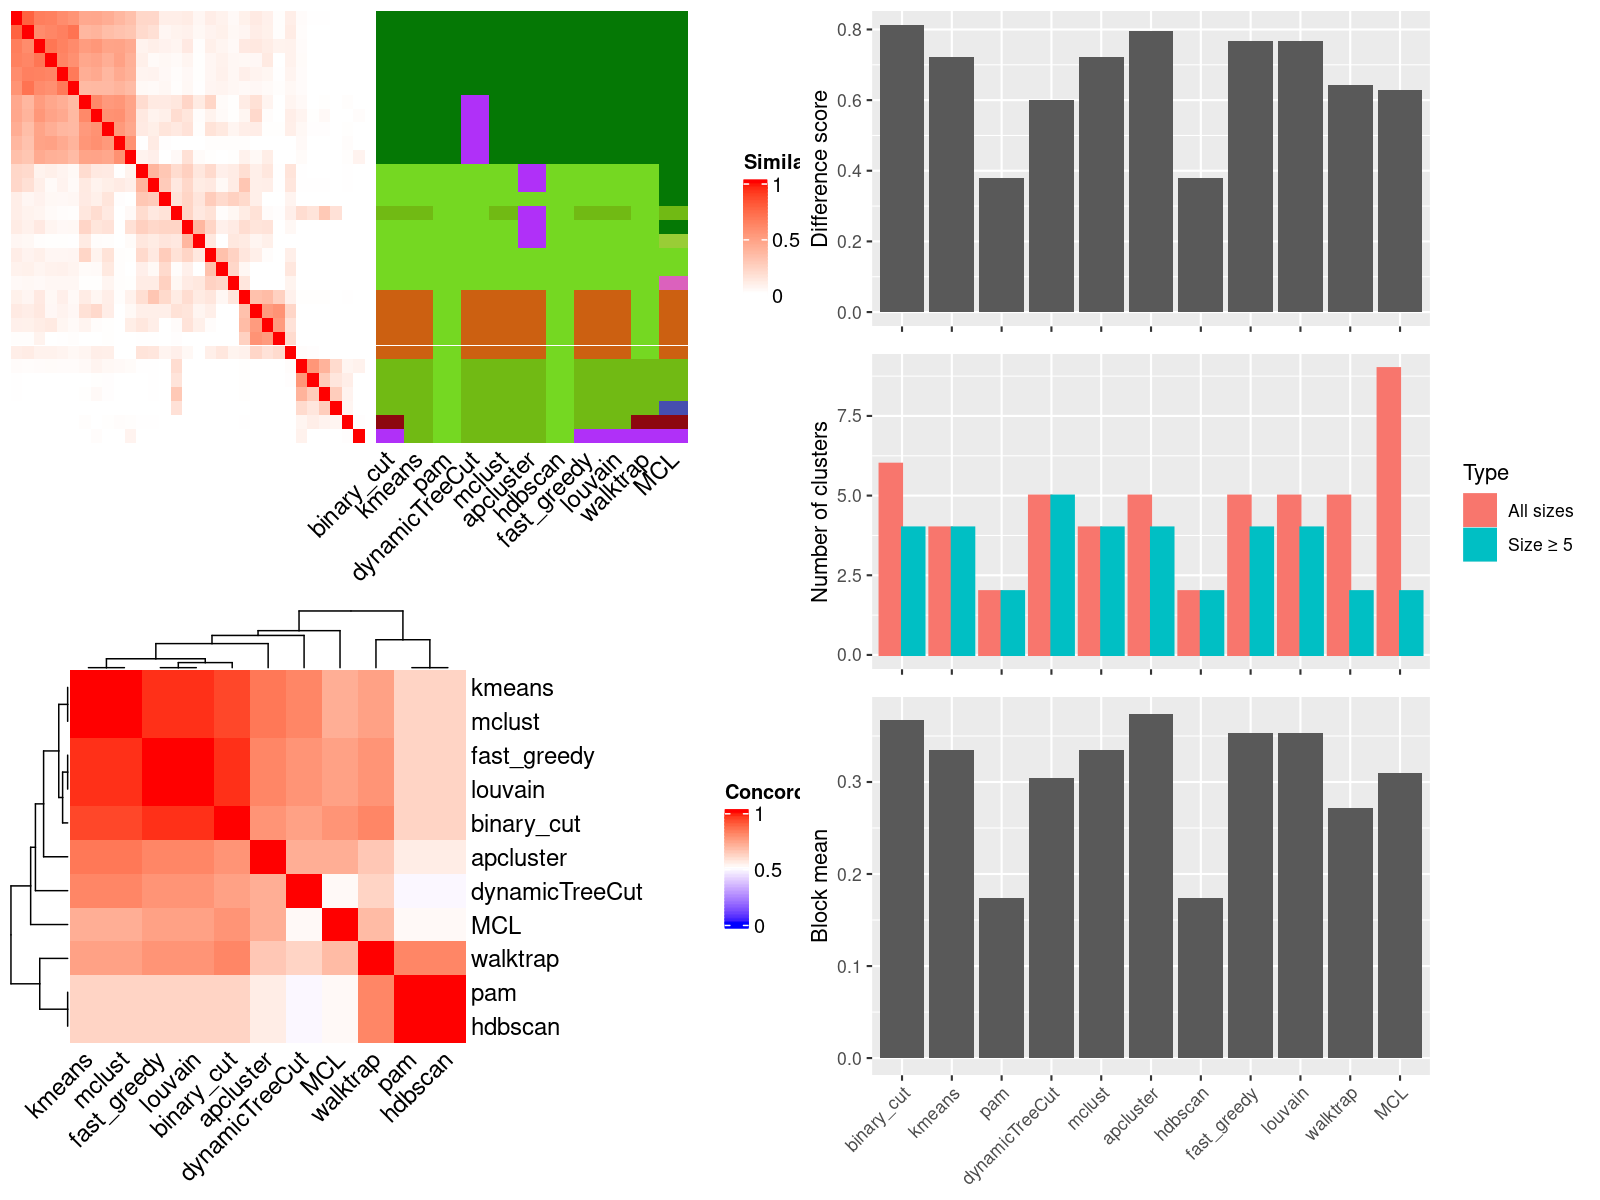 Simila
1
0.5
0
binary_cut
kmeans
pam
dynamicTreeCut
mclust
apcluster
hdbscan
fast_greedy
louvain
walktrap
MCL
kmeans
mclust
fast_greedy
louvain
binary_cut
apcluster
dynamicTreeCut
MCL
walktrap
pam
hdbscan
Concord
1
0.5
0
kmeans
mclust
fast_greedy
louvain
binary_cut
apcluster
dynamicTreeCut
MCL
walktrap
pam
hdbscan
Difference score
0.8
0.6
0.4
0.2
0.0
Number of clusters
7.5
5.0
2.5
0.0
Type
All sizes
Size ≥ 5
Block mean
0.3
0.2
0.1
0.0
binary_cut
kmeans
pam
dynamicTreeCut
mclust
apcluster
hdbscan
fast_greedy
louvain
walktrap
MCL